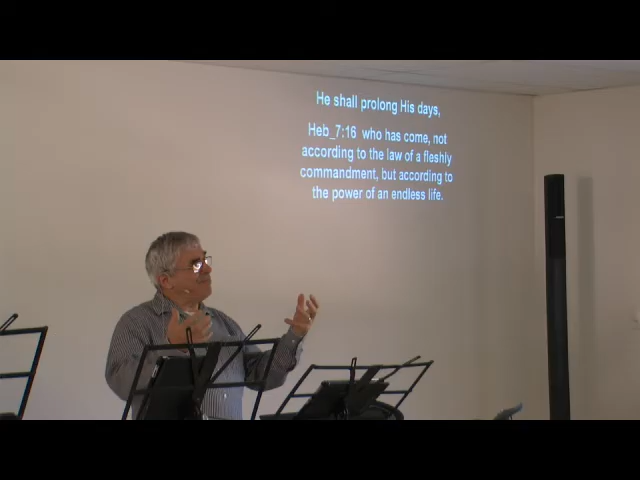 He shall prolong His days,
Heb_7:16 who has come, not
according to the law of a fleshly
commandment, but according to
the power of an endless life.